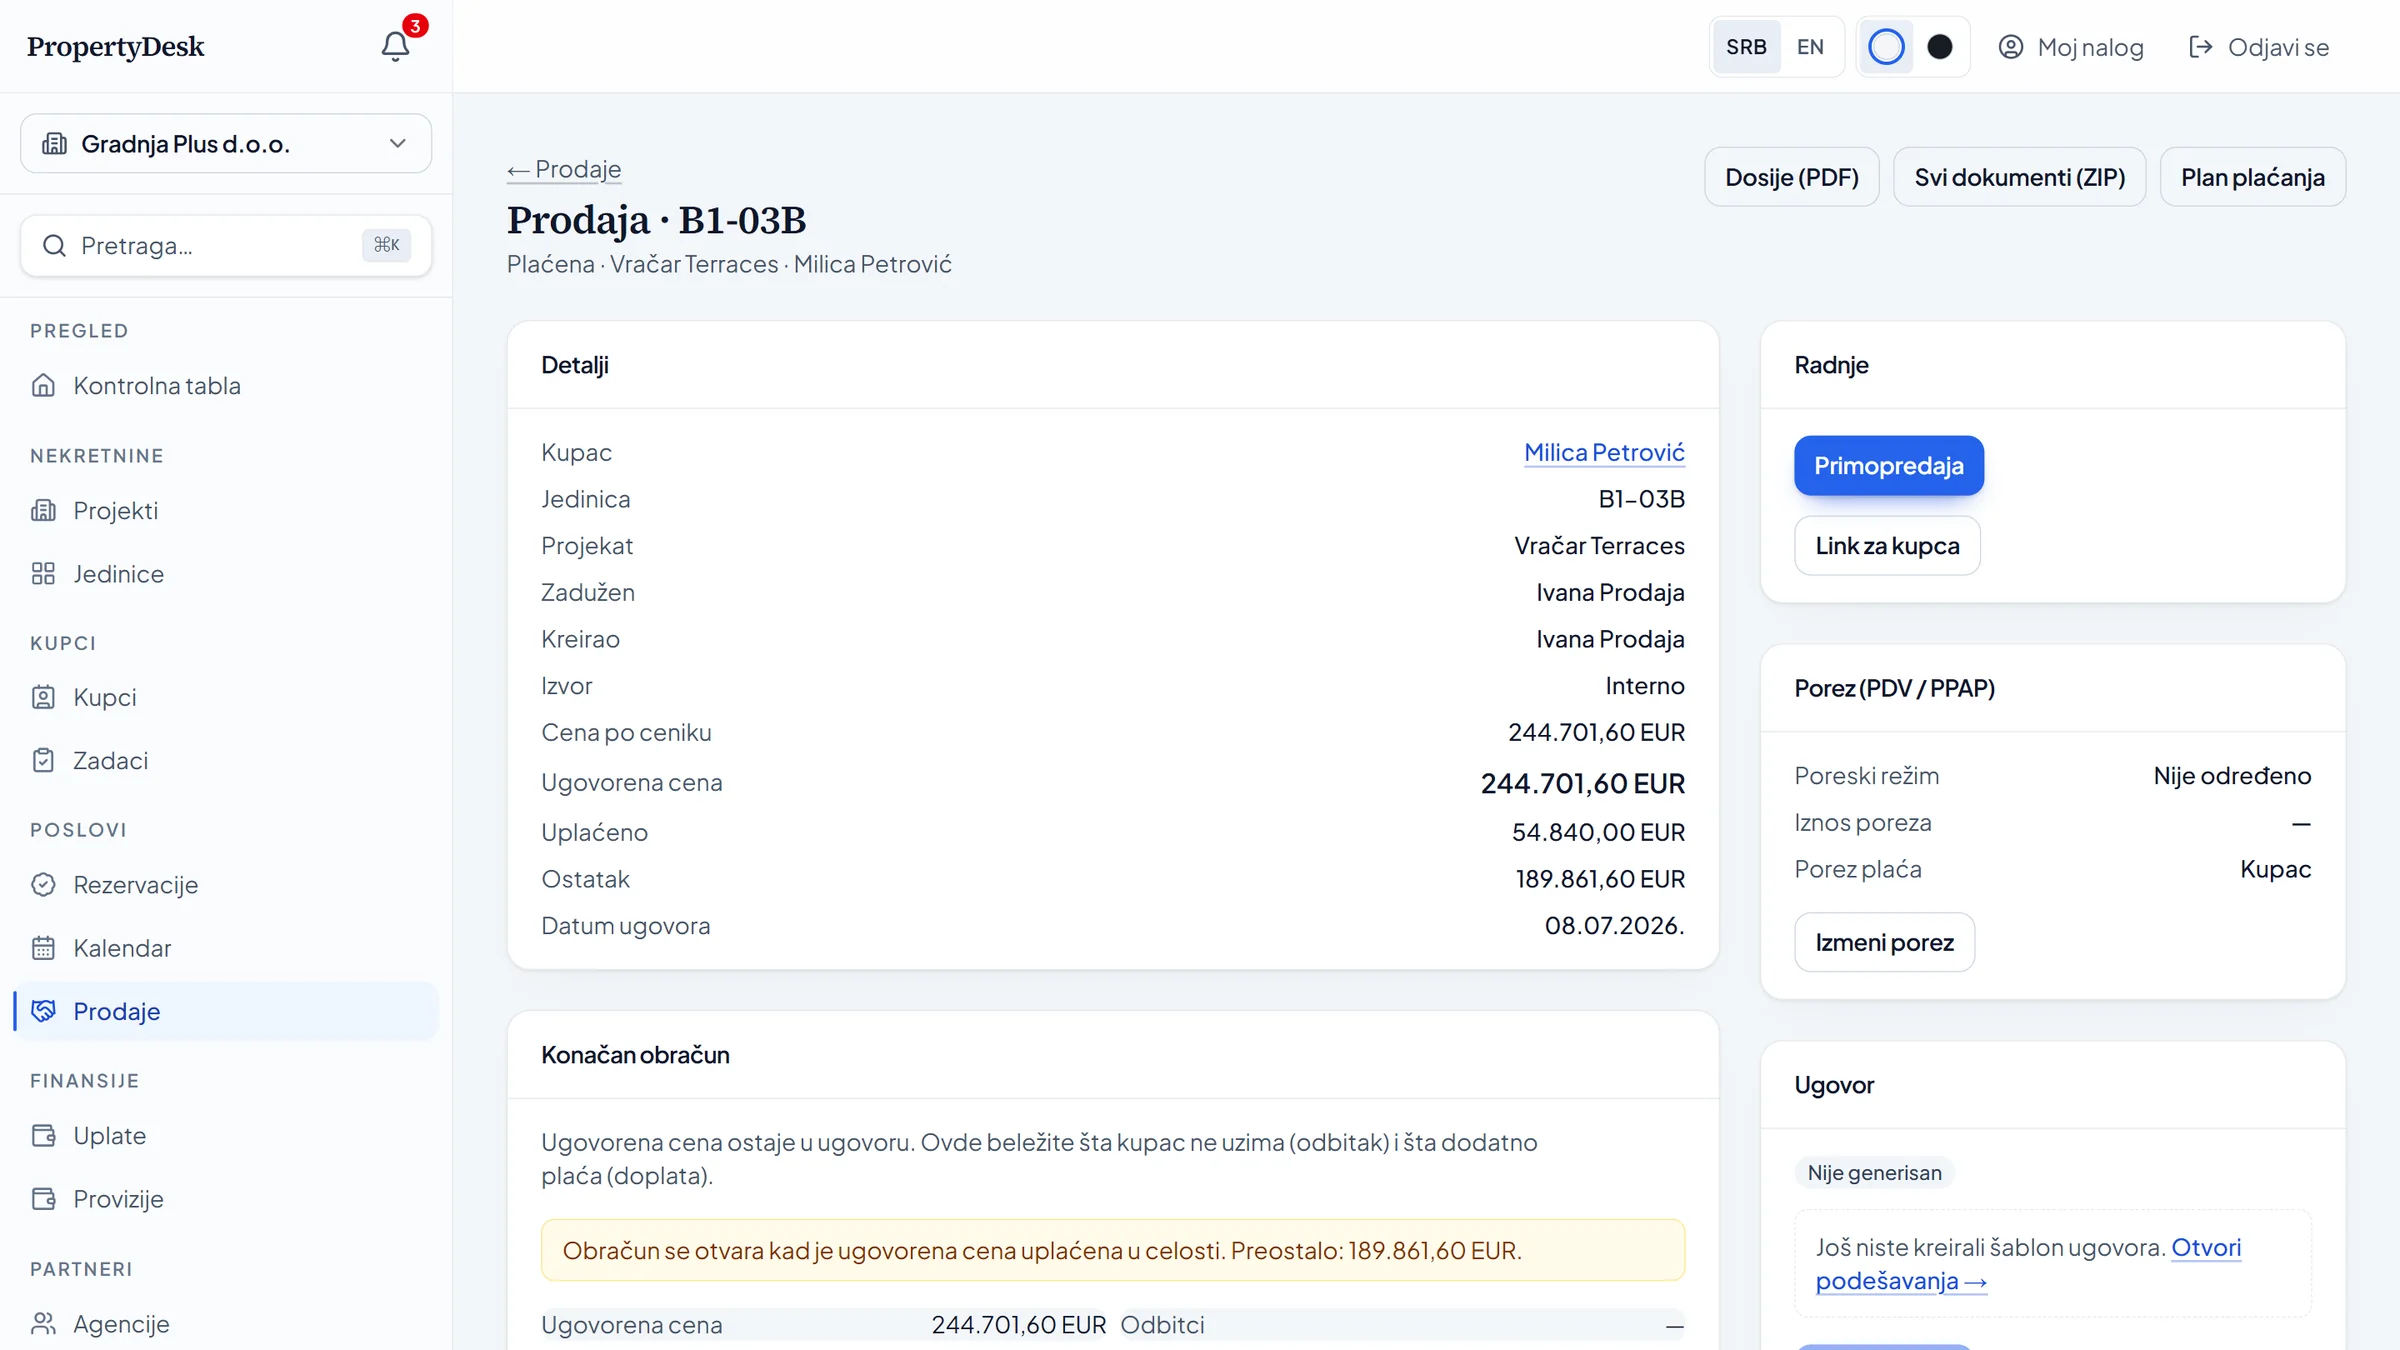 PropertyDesk
3
SRB
EN
Moj nalog
Odjavi se
Gradnja Plus d.o.o.
Pretraga...
⌘K
PREGLED
Kontrolna tabla
NEKRETNINE
Projekti
Jedinice
KUPCI
Kupci
Zadaci
POSLOVI
Rezervacije
Kalendar
Prodaje
FINANSIJE
Uplate
Provizije
PARTNERI
Agencije
← Prodaje
Prodaja · B1-03B
Plaćena · Vračar Terraces · Milica Petrović
Dosije (PDF)
Svi dokumenti (ZIP)
Plan plaćanja
Detalji
Kupac Milica Petrović
Jedinica B1-03B
Projekat Vračar Terraces
Zadužen Ivana Prodaja
Kreirao Ivana Prodaja
Izvor Interno
Cena po ceniku 244.701,60 EUR
Ugovorena cena 244.701,60 EUR
Uplaćeno 54.840,00 EUR
Ostatak 189.861,60 EUR
Datum ugovora 08.07.2026.
Konačan obračun
Ugovorena cena ostaje u ugovoru. Ovde beležite šta kupac ne uzima (odbitak) i šta dodatno
plaća (doplata).
Obračun se otvara kad je ugovorena cena uplaćena u celosti. Preostalo: 189.861,60 EUR.
Ugovorena cena 244.701,60 EUR Odbitci —
Radnje
Primopredaja
Link za kupca
Porez (PDV / PPAP)
Poreski režim Nije određeno
Iznos poreza —
Porez plaća Kupac
Izmeni porez
Ugovor
Nije generisan
Još niste kreirali šablon ugovora. Otvori
podešavanja →